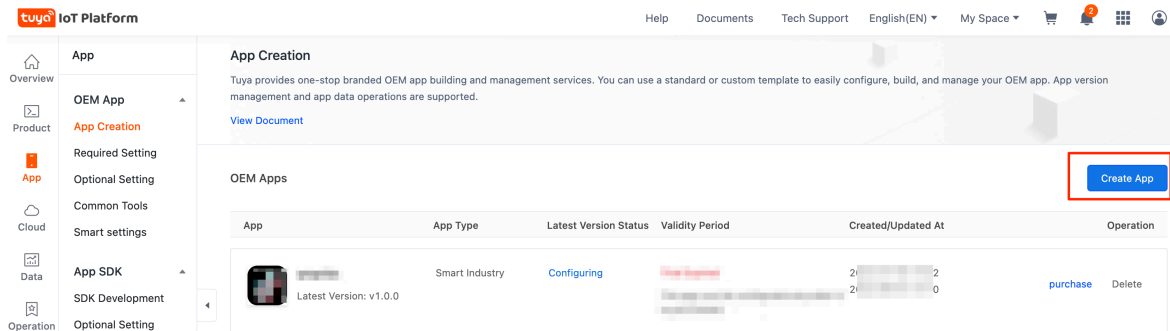 tuya IoT Platform
Help Documents Tech Support English(EN) My Space 2
Overview
Product
App
Cloud
Data
Operation
App
OEM App
App Creation
Required Setting
Optional Setting
Common Tools
Smart settings
App SDK
SDK Development
Optional Setting
App Creation
Tuya provides one-stop branded OEM app building and management services. You can use a standard or custom template to easily configure, build, and manage your OEM app. App version
management and app data operations are supported.
View Document
OEM Apps
Create App
App App Type Latest Version Status Validity Period Created/Updated At Operation
Smart Industry Configuring purchase Delete
Latest Version: v1.0.0